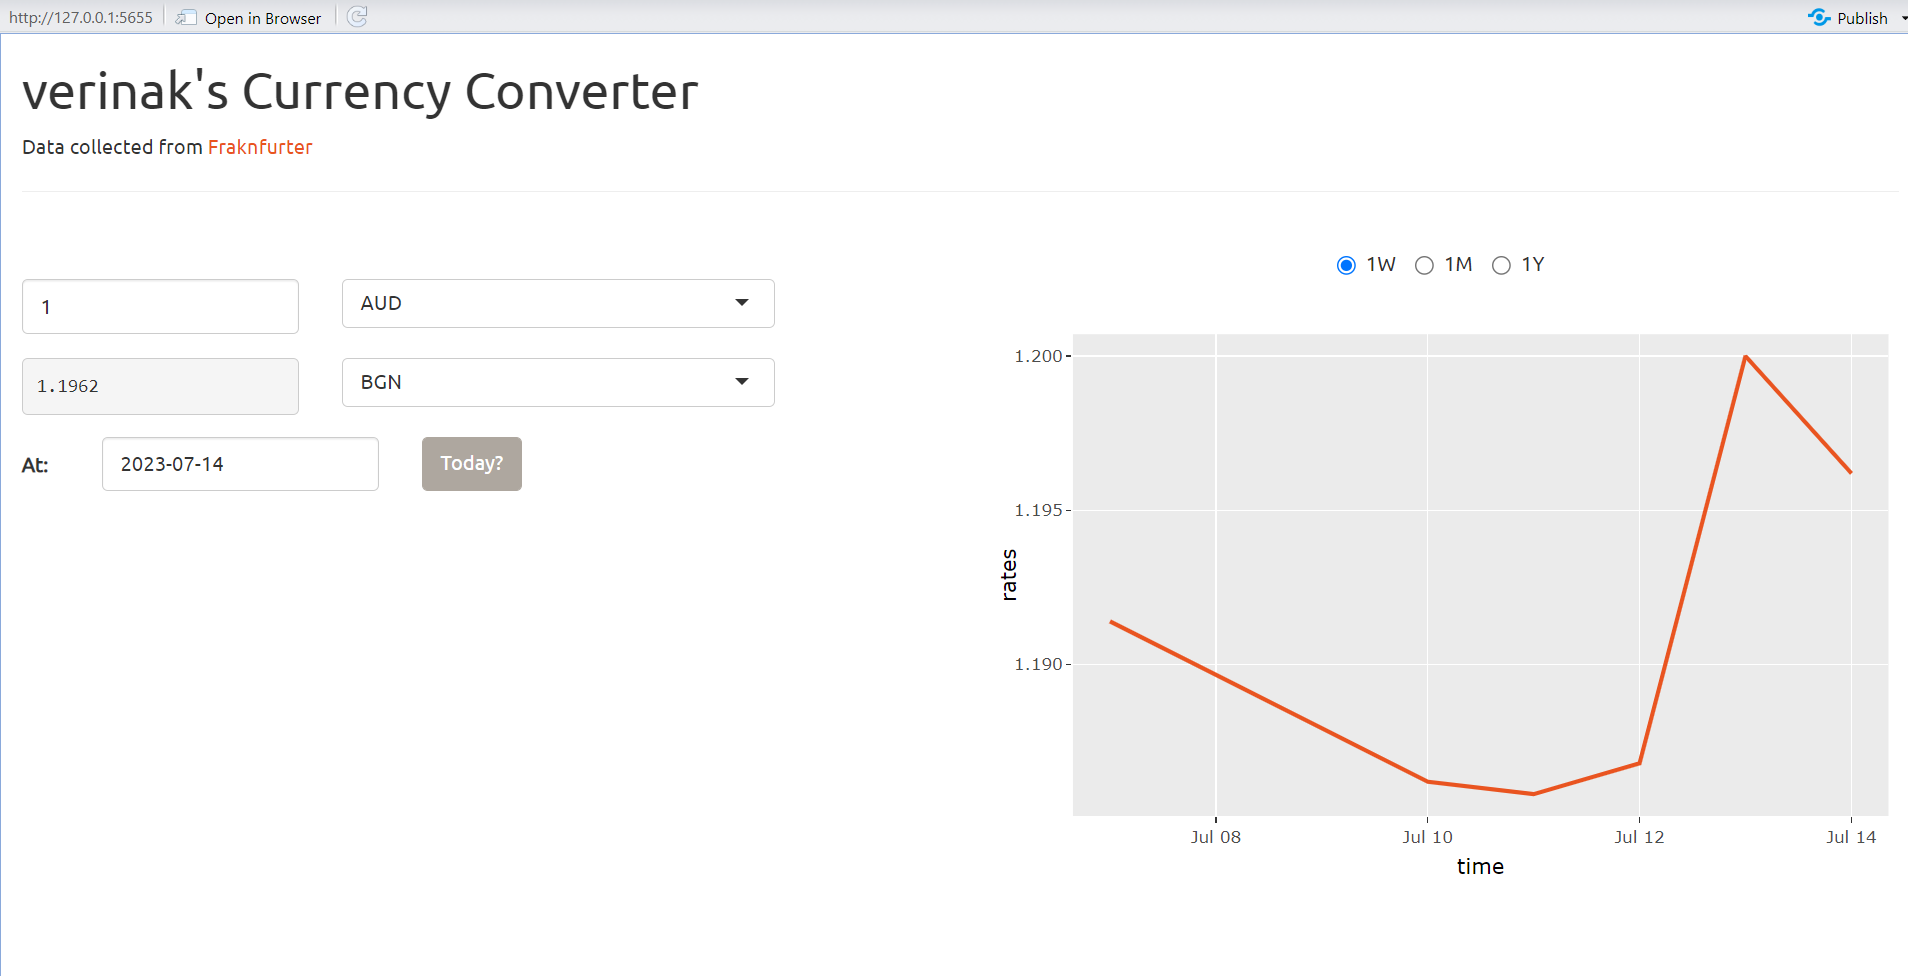 http://127.0.0.1:5655 Open in Browser Publish
verinak's Currency Converter
Data collected from Fraknfurter
1 AUD
1.1962 BGN
At: 2023-07-14 Today?
1W 1M 1Y
1.200
1.195
1.190
rates
Jul 08 Jul 10 Jul 12 Jul 14
time